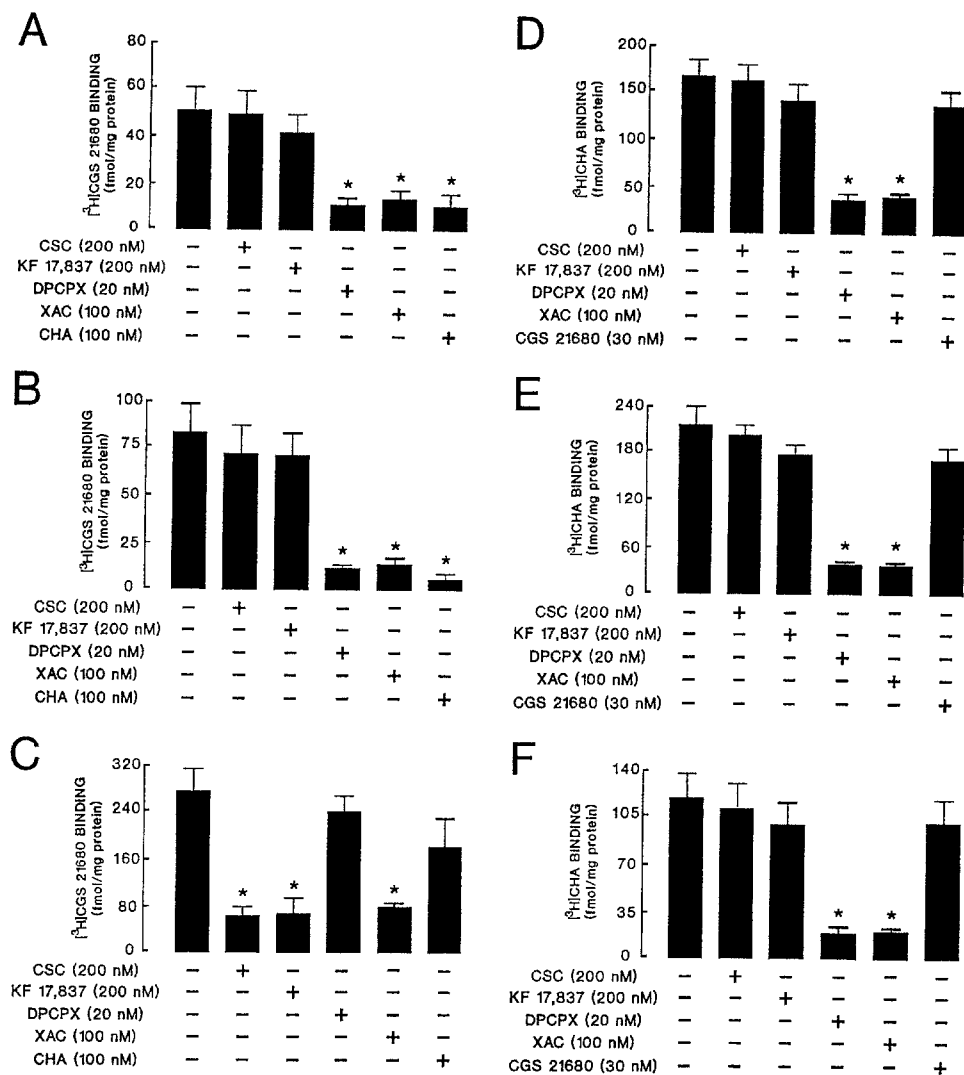 A
[³H]CGS 21680 BINDING
(fmol/mg protein)
80
60
40
20
0
CSC (200 nM) – + – – – –
KF 17,837 (200 nM) – – + – – –
DPCPX (20 nM) – – – + – –
XAC (100 nM) – – – – + –
CHA (100 nM) – – – – – +
* * *
B
[³H]CGS 21680 BINDING
(fmol/mg protein)
100
75
50
25
0
* * *
CSC (200 nM) – + – – – –
KF 17,837 (200 nM) – – + – – –
DPCPX (20 nM) – – – + – –
XAC (100 nM) – – – – + –
CHA (100 nM) – – – – – +
C
[³H]CGS 21680 BINDING
(fmol/mg protein)
320
240
160
80
0
* * *
CSC (200 nM) – + – – – –
KF 17,837 (200 nM) – – + – – –
DPCPX (20 nM) – – – + – –
XAC (100 nM) – – – – + –
CHA (100 nM) – – – – – +
D
[³H]CHA BINDING
(fmol/mg protein)
200
150
100
50
0
* *
CSC (200 nM) – + – – – –
KF 17,837 (200 nM) – – + – – –
DPCPX (20 nM) – – – + – –
XAC (100 nM) – – – – + –
CGS 21680 (30 nM) – – – – – +
E
[³H]CHA BINDING
(fmol/mg protein)
240
180
120
60
0
* *
CSC (200 nM) – + – – – –
KF 17,837 (200 nM) – – + – – –
DPCPX (20 nM) – – – + – –
XAC (100 nM) – – – – + –
CGS 21680 (30 nM) – – – – – +
F
[³H]CHA BINDING
(fmol/mg protein)
140
105
70
35
0
* *
CSC (200 nM) – + – – – –
KF 17,837 (200 nM) – – + – – –
DPCPX (20 nM) – – – + – –
XAC (100 nM) – – – – + –
CGS 21680 (30 nM) – – – – – +